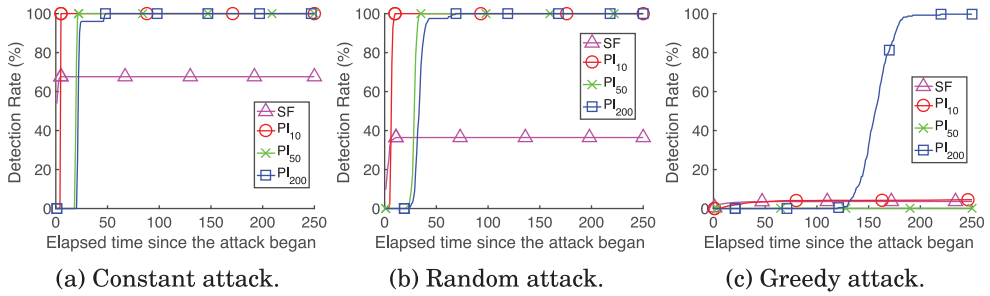 Detection Rate (%)
100
80
60
40
20
0
SF
PI10
PI50
PI200
0 50 100 150 200 250
Elapsed time since the attack began
(a) Constant attack.
Detection Rate (%)
100
80
60
40
20
0
SF
PI10
PI50
PI200
0 50 100 150 200 250
Elapsed time since the attack began
(b) Random attack.
Detection Rate (%)
100
80
60
40
20
0
SF
PI10
PI50
PI200
0 50 100 150 200 250
Elapsed time since the attack began
(c) Greedy attack.